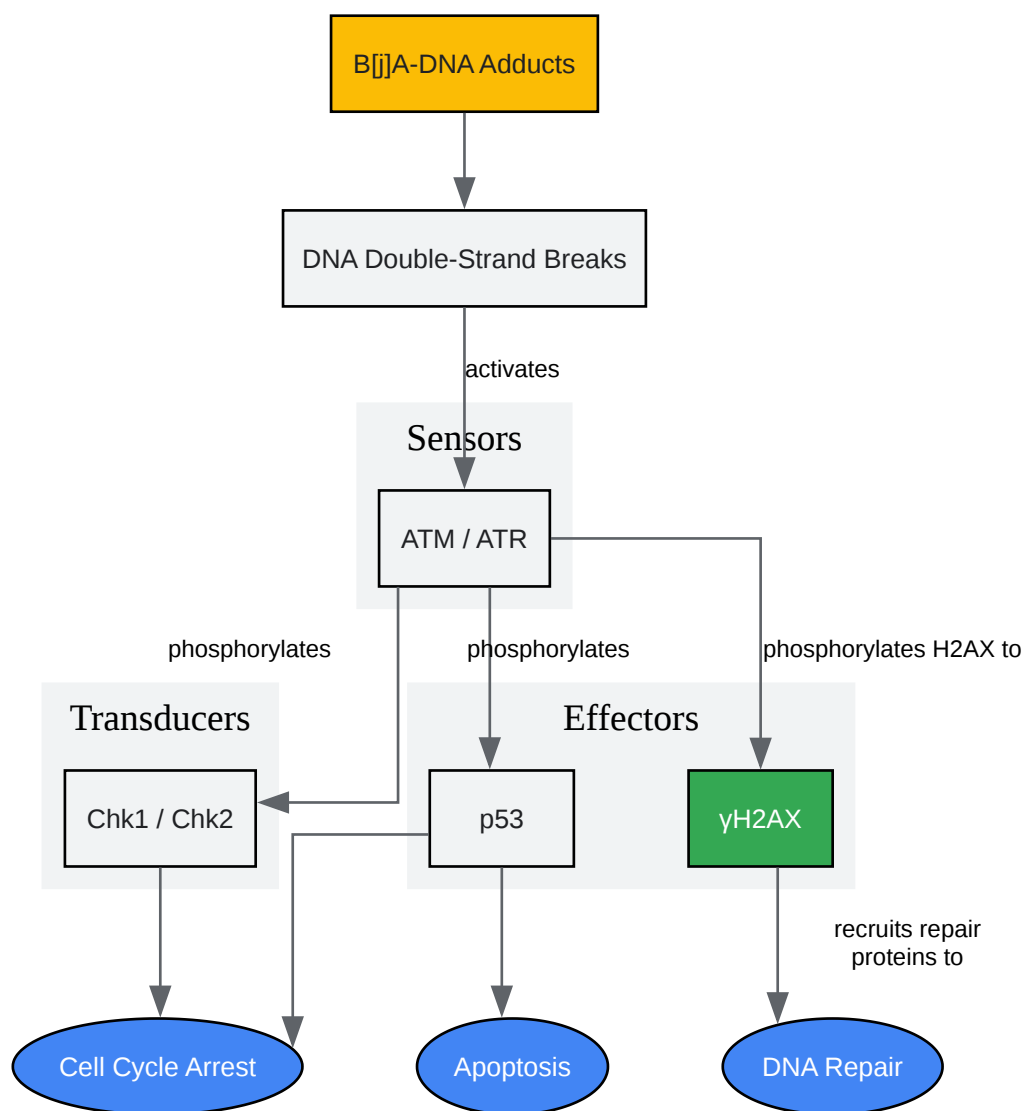 B[j]A-DNA Adducts
DNA Double-Strand Breaks
activates
Sensors
ATM / ATR
phosphorylates
phosphorylates
phosphorylates H2AX to
Transducers
Effectors
Chk1 / Chk2
p53
γH2AX
recruits repair
proteins to
Cell Cycle Arrest
Apoptosis
DNA Repair